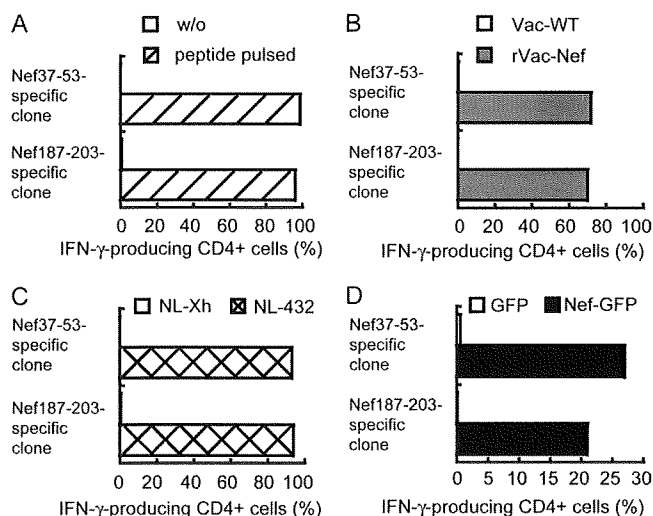 A
w/o
peptide pulsed
Nef37-53-
specific
clone
Nef187-203-
specific
clone
0 20 40 60 80 100
IFN-γ-producing CD4+ cells (%)
B
Vac-WT
rVac-Nef
Nef37-53-
specific
clone
Nef187-203-
specific
clone
0 20 40 60 80 100
IFN-γ-producing CD4+ cells (%)
C
NL-Xh NL-432
Nef37-53-
specific
clone
Nef187-203-
specific
clone
0 20 40 60 80 100
IFN-γ-producing CD4+ cells (%)
D
GFP Nef-GFP
Nef37-53-
specific
clone
Nef187-203-
specific
clone
0 5 10 15 20 25 30
IFN-γ-producing CD4+ cells (%)